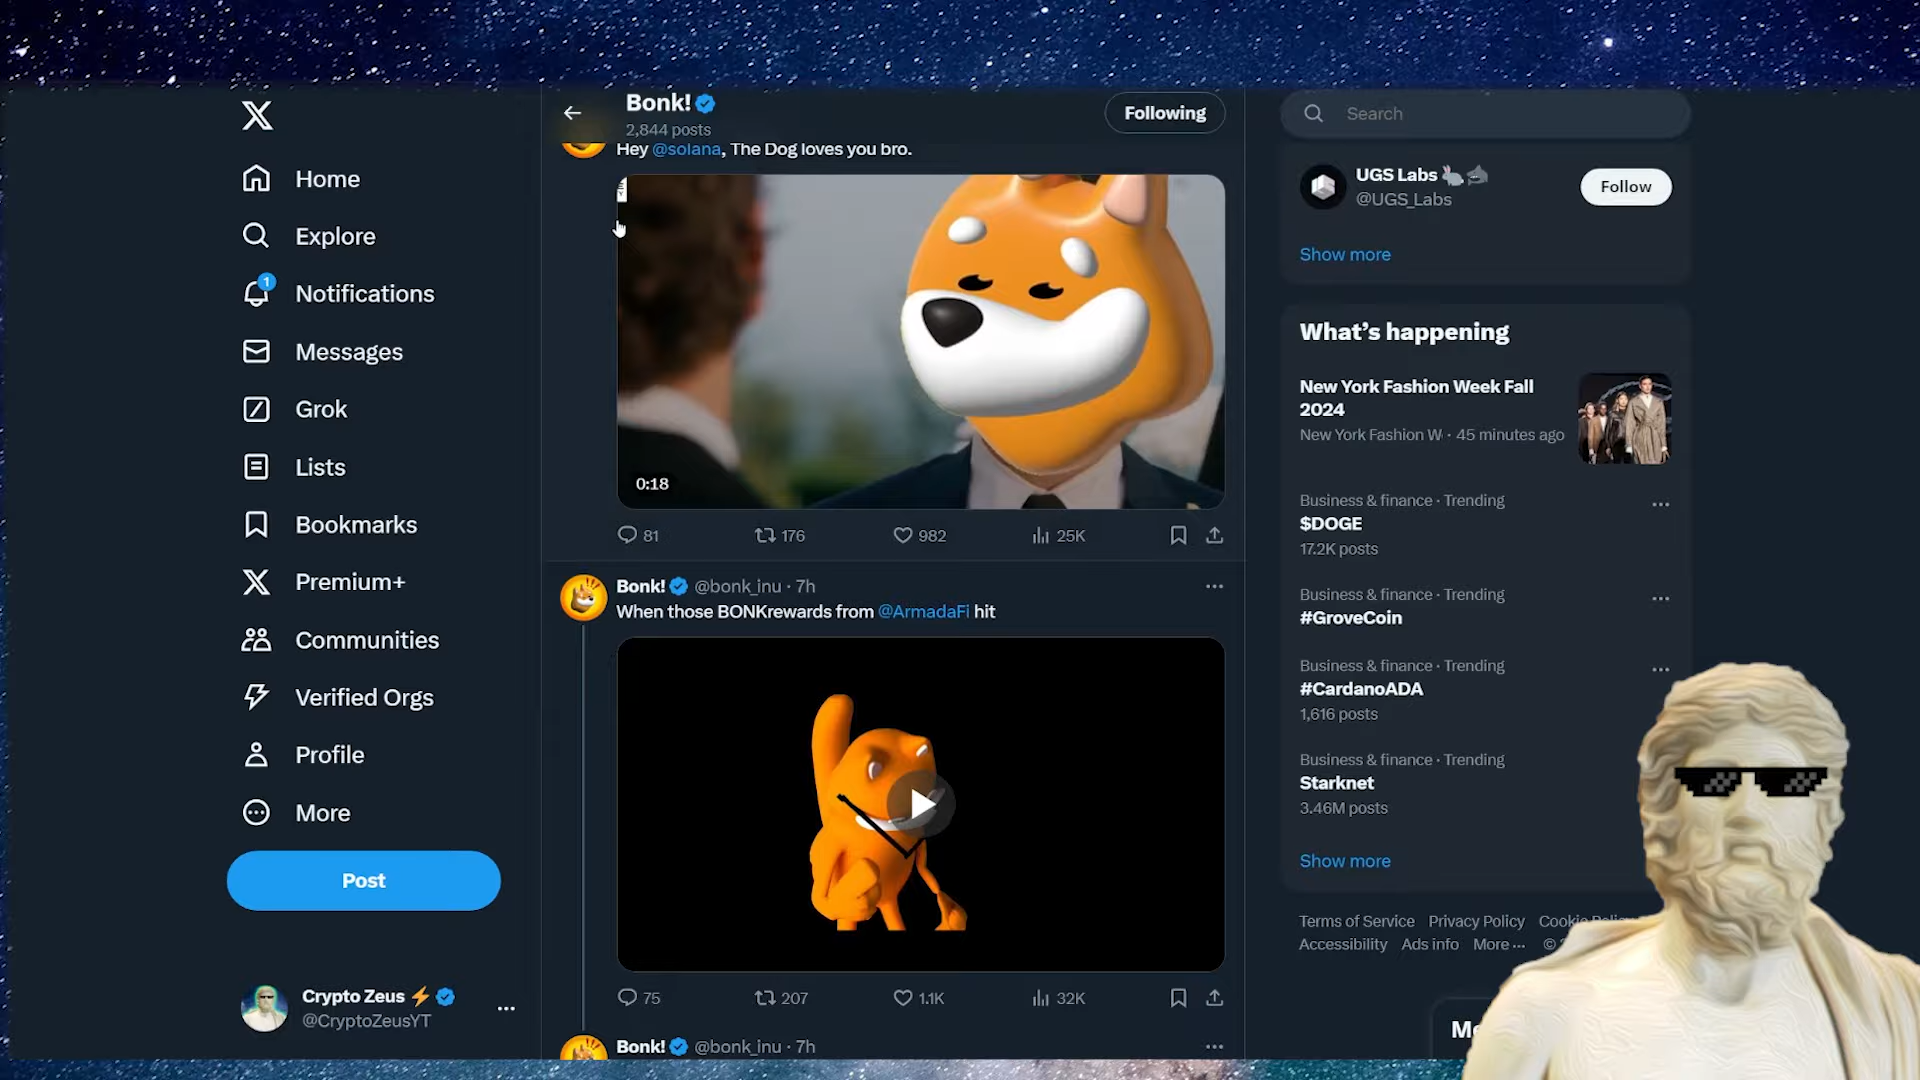 Home
Explore
1
Notifications
Messages
Grok
Lists
Bookmarks
Premium+
Communities
Verified Orgs
Profile
More
Post
Crypto Zeus
@CryptoZeusYT
Bonk!
2,844 posts
Following
Hey @solana, The Dog loves you bro.
0:18
81 176 982 25K
Bonk! @bonk_inu · 7h
When those BONKrewards from @ArmadaFi hit
75 207 1.1K 32K
Bonk! @bonk_inu · 7h
Search
UGS Labs
@UGS_Labs
Follow
Show more
What's happening
New York Fashion Week Fall
2024
New York Fashion W · 45 minutes ago
Business & finance · Trending
$DOGE
17.2K posts
Business & finance · Trending
#GroveCoin
Business & finance · Trending
#CardanoADA
1,616 posts
Business & finance · Trending
Starknet
3.46M posts
Show more
Terms of Service Privacy Policy Cookie
Accessibility Ads info More ··· ©